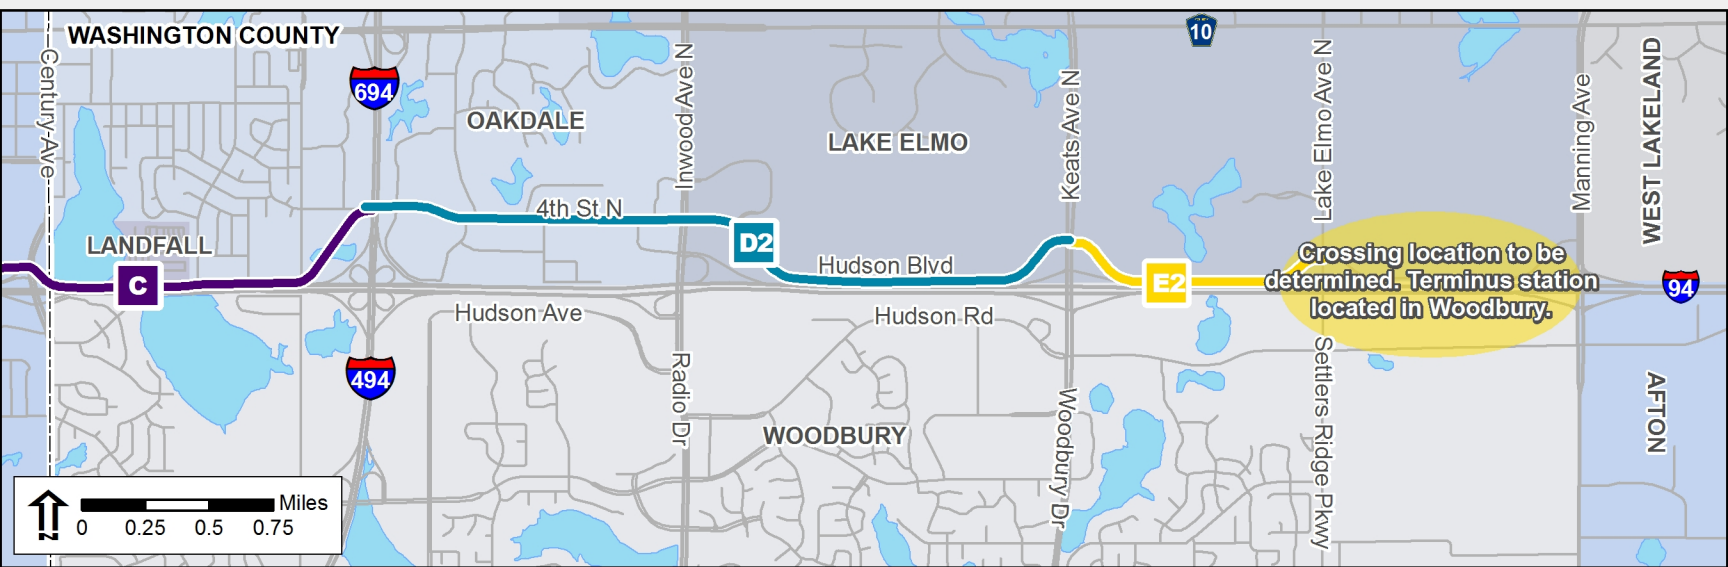 WASHINGTON COUNTY
10
Century Ave
694
OAKDALE
Inwood Ave N
LAKE ELMO
Keats Ave N
Lake Elmo Ave N
Manning Ave
WEST LAKELAND
4th St N
LANDFALL
C
D2
Hudson Blvd
E2
Crossing location to be
determined. Terminus station
located in Woodbury.
94
Hudson Ave
Hudson Rd
494
Radio Dr
WOODBURY
Woodbury Dr
Settlers Ridge Pkwy
AFTON
N
Miles
0 0.25 0.5 0.75